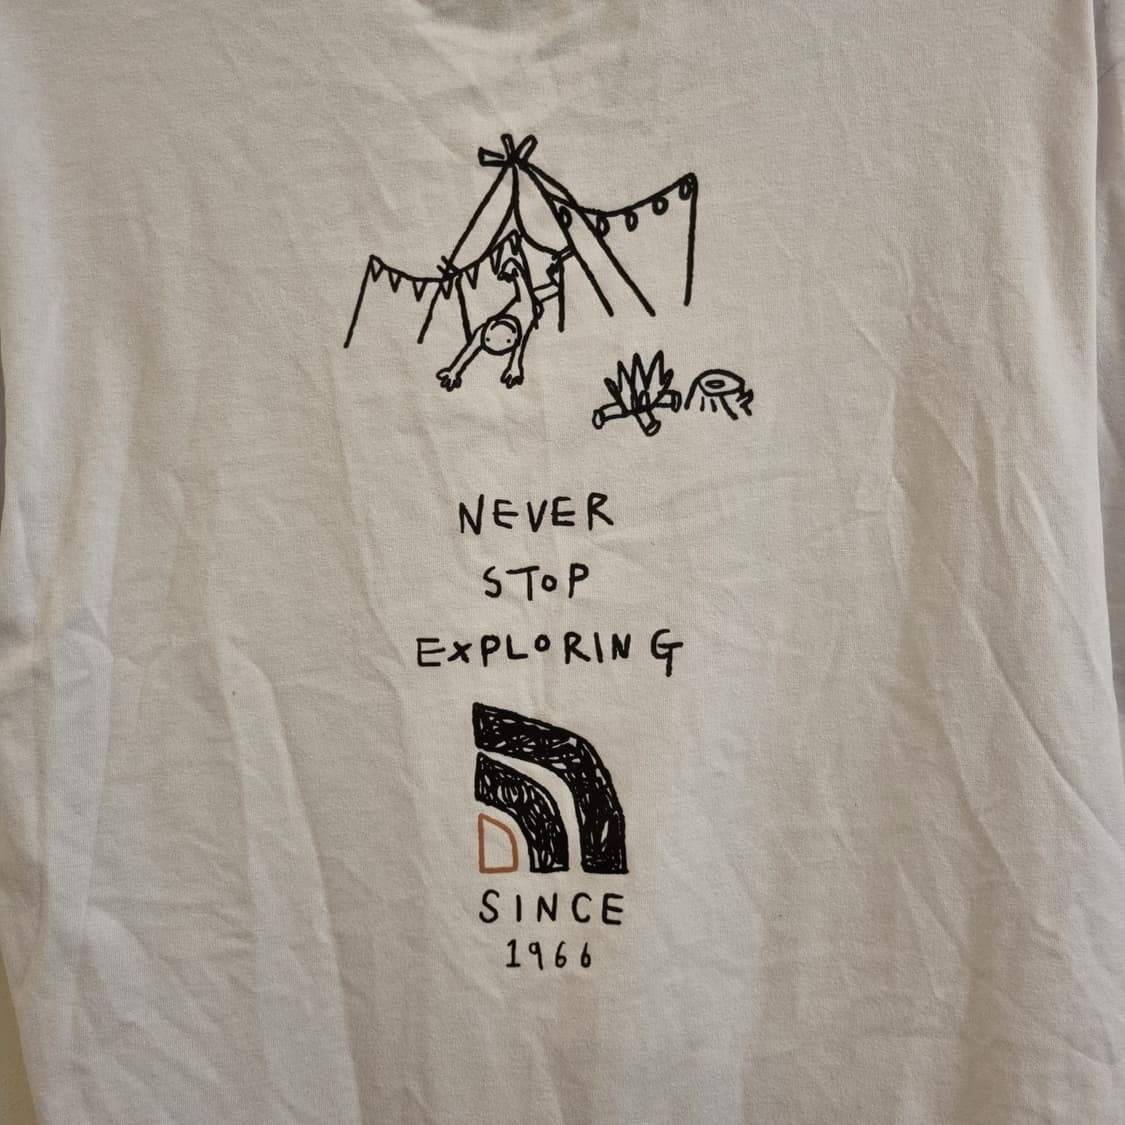 NEVER
STOP
EXPLORING
SINCE
1966